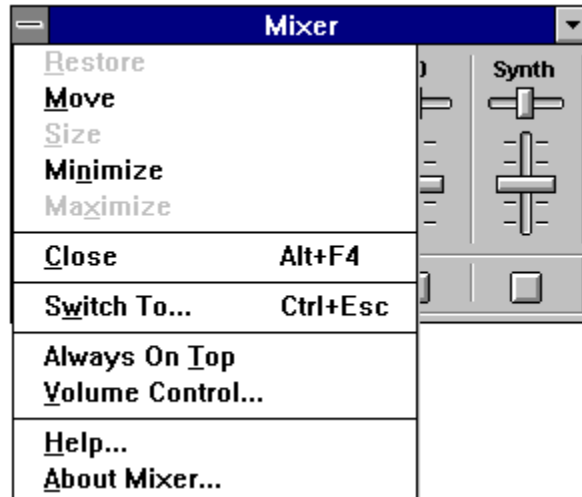 Mixer
Restore
Synth
Move
Size
Minimize
Maximize
Close Alt+F4
Switch To... Ctrl+Esc
Always On Top
Volume Control...
Help...
About Mixer...